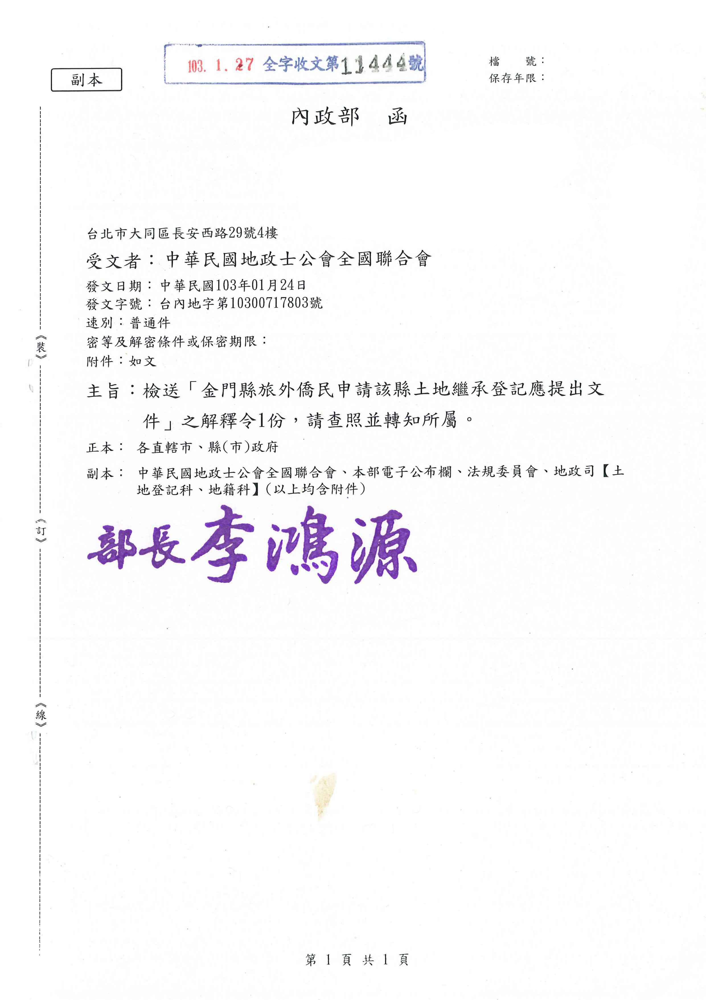 103. 1. 27 全字收文第11444號
檔　　號：
保存年限：
副本
內政部　函
台北市大同區長安西路29號4樓
受文者：中華民國地政士公會全國聯合會
發文日期：中華民國103年01月24日
發文字號：台內地字第10300717803號
速別：普通件
密等及解密條件或保密期限：
附件：如文
主旨：檢送「金門縣旅外僑民申請該縣土地繼承登記應提出文
件」之解釋令1份，請查照並轉知所屬。
正本：各直轄市、縣(市)政府
副本：中華民國地政士公會全國聯合會、本部電子公布欄、法規委員會、地政司【土
地登記科、地籍科】(以上均含附件)
部長李鴻源
《裝》
《訂》
《線》
第 1 頁 共 1 頁